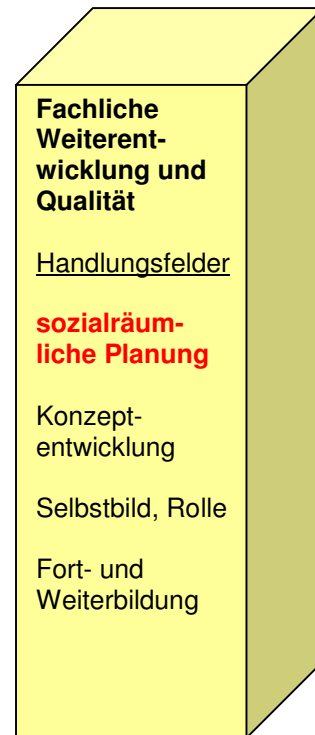 Fachliche
Weiterent-
wicklung und
Qualität
Handlungsfelder
sozialräum-
liche Planung
Konzept-
entwicklung
Selbstbild, Rolle
Fort- und
Weiterbildung